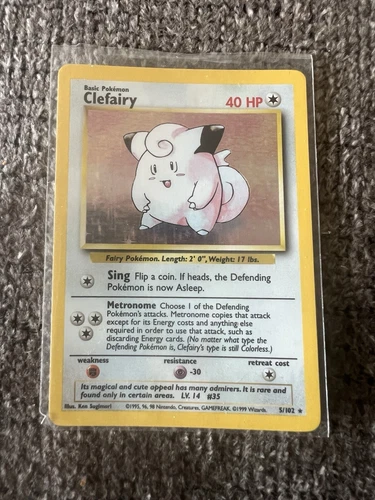 Basic Pokémon
Clefairy 40 HP
Fairy Pokémon. Length: 2' 0", Weight: 17 lbs.
Sing Flip a coin. If heads, the Defending
Pokémon is now Asleep.
Metronome Choose 1 of the Defending
Pokémon's attacks. Metronome copies that attack
except for its Energy costs and anything else
required in order to use that attack, such as
discarding Energy cards. (No matter what type the
Defending Pokémon is, Clefairy's type is still Colorless.)
weakness resistance retreat cost
-30
Its magical and cute appeal has many admirers. It is rare and
found only in certain areas. LV. 14 #35
Illus. Ken Sugimori ©1995, 96, 98 Nintendo, Creatures, GAMEFREAK. ©1999 Wizards. 5/102 ★